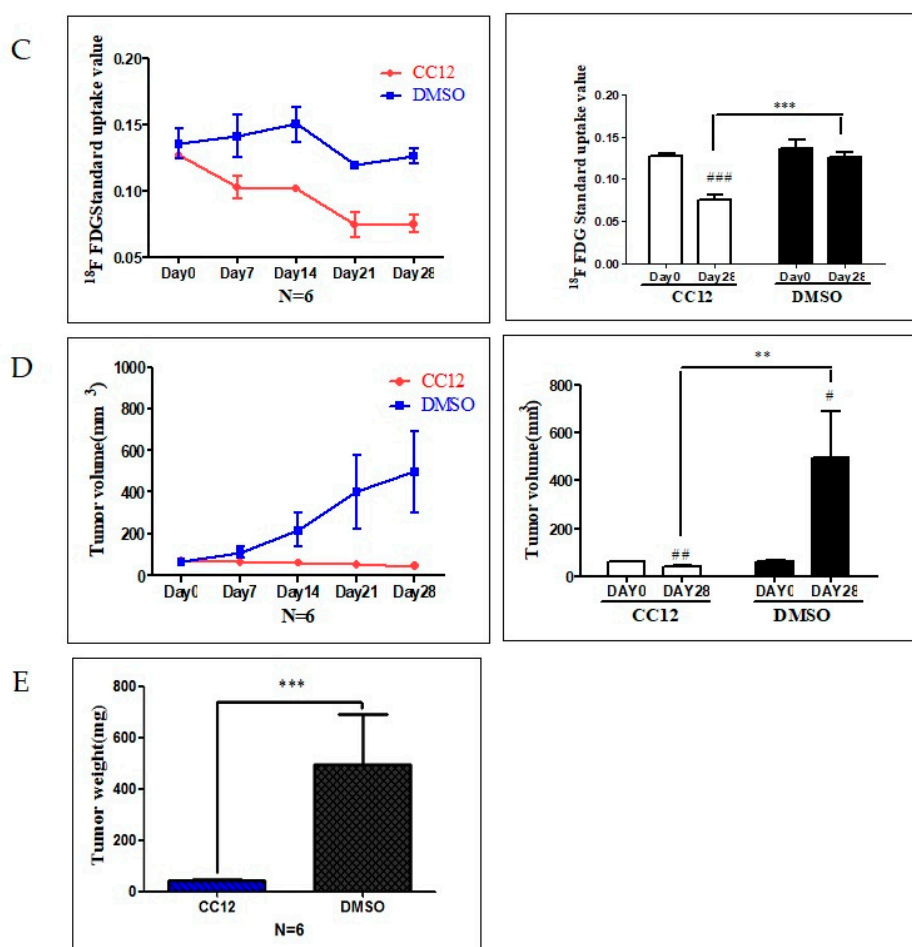 C
¹⁸F FDGStandard uptake value
0.20
0.15
0.10
0.05
CC12
DMSO
Day0 Day7 Day14 Day21 Day28
N=6
¹⁸F FDG Standard uptake value
0.20
0.15
0.10
0.05
0.00
***
###
Day0 Day28 Day0 Day28
CC12 DMSO
D
Tumor volume(mm ³)
1000
800
600
400
200
0
CC12
DMSO
Day0 Day7 Day14 Day21 Day28
N=6
Tumor volume(mm³)
800
600
400
200
0
**
#
##
DAY0 DAY28 DAY0 DAY28
CC12 DMSO
E
Tumor weight(mg)
800
600
400
200
0
***
CC12 DMSO
N=6